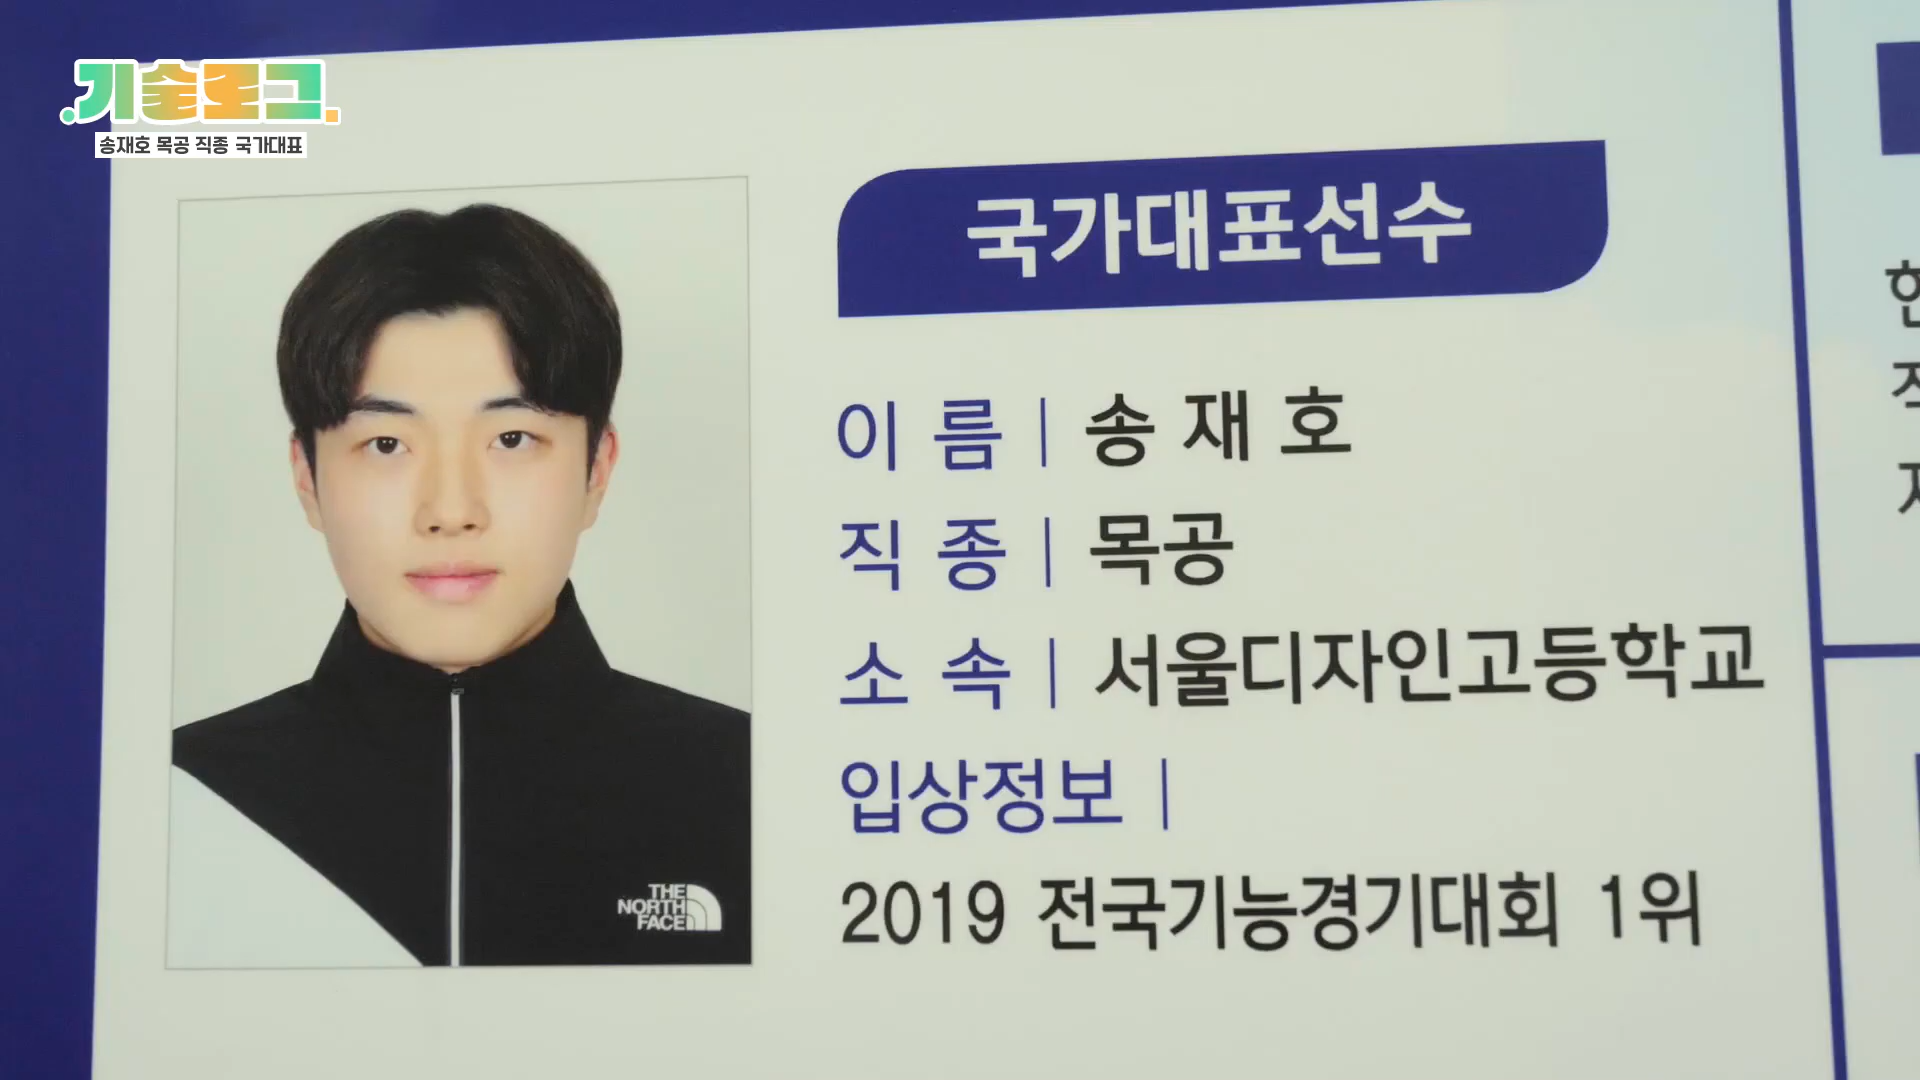 .기술로그.
송재호 목공 직종 국가대표
국가대표선수
이 름 | 송 재 호
직 종 | 목공
소 속 | 서울디자인고등학교
입상정보 |
2019 전국기능경기대회 1위
THE
NORTH
FACE